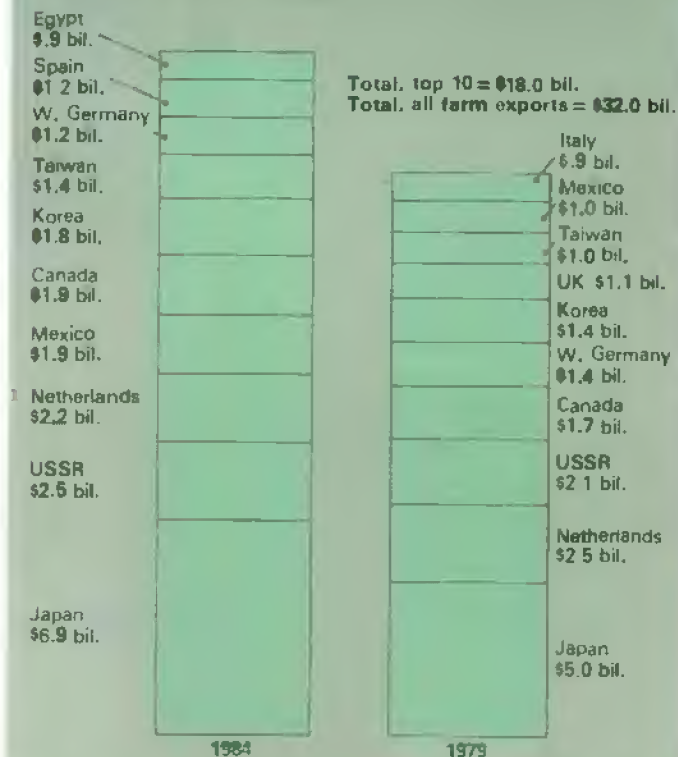 Egypt
$.9 bil.
Spain
$1 2 bil.
W. Germany
$1.2 bil.
Taiwan
$1.4 bil.
Korea
$1.8 bil.
Canada
$1.9 bil.
Mexico
$1.9 bil.
Netherlands
$2.2 bil.
USSR
$2.5 bil.
Japan
$6.9 bil.
1984
Total, top 10 = $18.0 bil.
Total, all farm exports = $32.0 bil.
Italy
$.9 bil.
Mexico
$1.0 bil.
Taiwan
$1.0 bil.
UK $1.1 bil.
Korea
$1.4 bil.
W. Germany
$1.4 bil.
Canada
$1.7 bil.
USSR
$2 1 bil.
Netherlands
$2 5 bil.
Japan
$5.0 bil.
1979